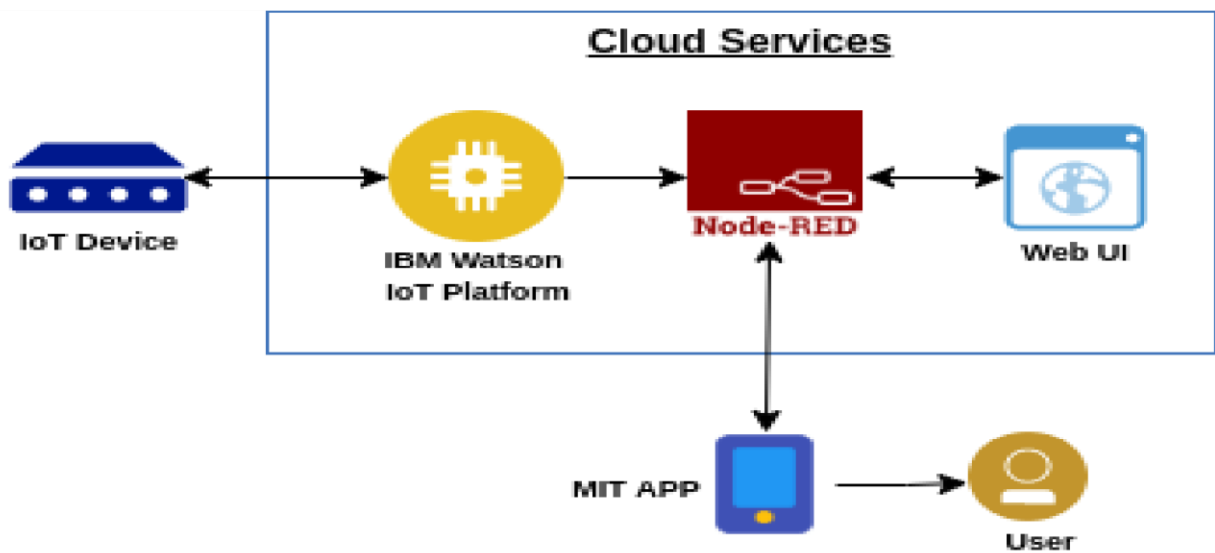 Cloud Services
IoT Device
IBM Watson
IoT Platform
Node-RED
Web UI
MIT APP
User